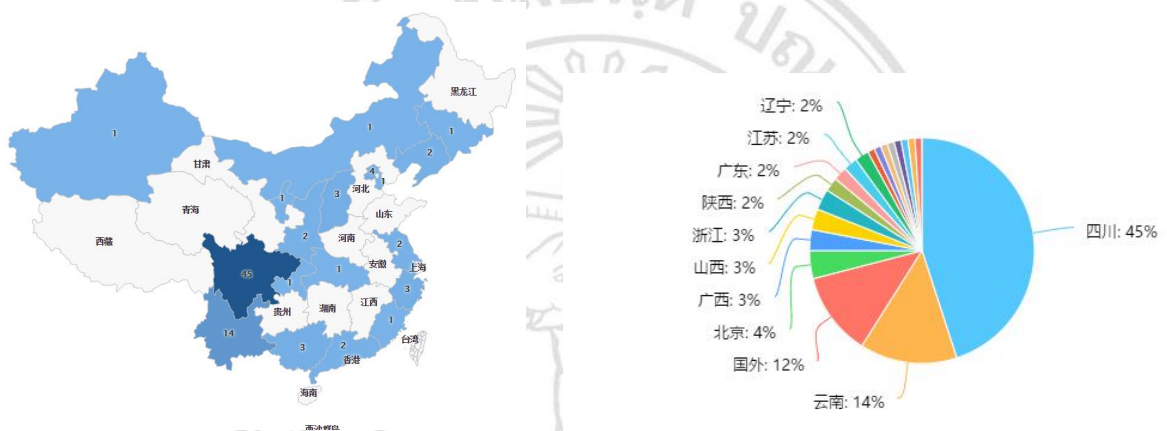 黑龙江
1
1
1
2
甘肃
4
1
河北
1
3
青海
山东
2
河南
2
西藏
安徽
上海
45
1
1
3
江西
贵州
湖南
1
14
台湾
3
2
香港
海南
辽宁: 2%
江苏: 2%
广东: 2%
陕西: 2%
浙江: 3%
山西: 3%
广西: 3%
北京: 4%
国外: 12%
云南: 14%
四川: 45%